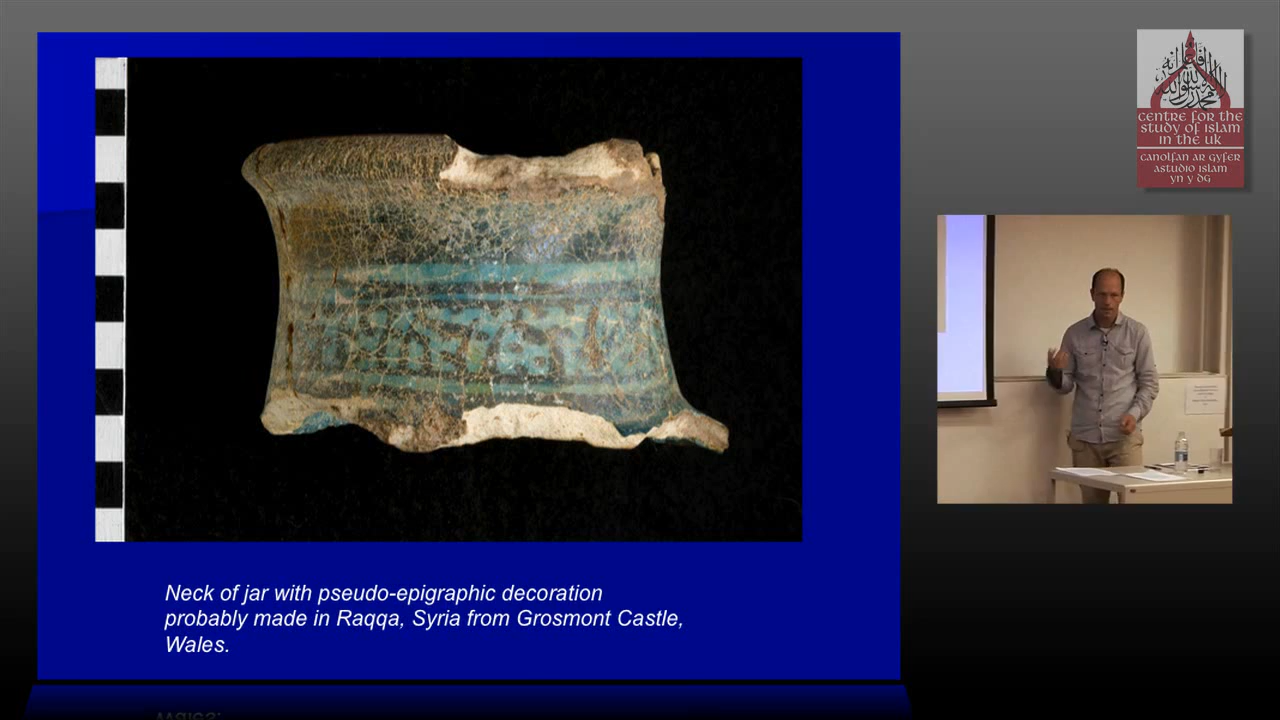 CENTRE FOR THE
STUDY OF ISLAM
IN THE UK
CANOLFAN AR GYFER
ASTUDIO ISLAM
YN Y DG
Neck of jar with pseudo-epigraphic decoration
probably made in Raqqa, Syria from Grosmont Castle,
Wales.